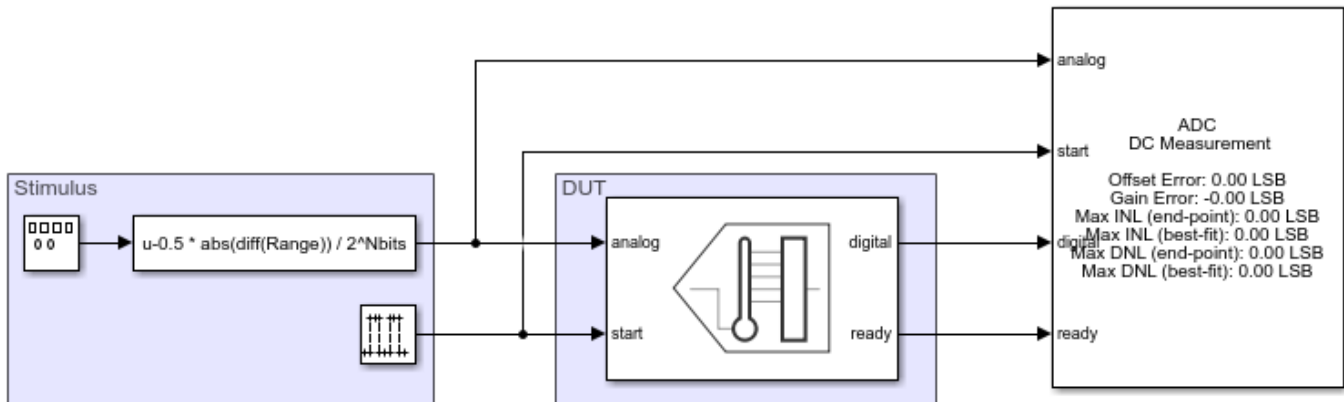 analog
start
ADC
DC Measurement
Offset Error: 0.00 LSB
Gain Error: -0.00 LSB
Max INL (end-point): 0.00 LSB
Max INL (best-fit): 0.00 LSB
digital
Max DNL (end-point): 0.00 LSB
Max DNL (best-fit): 0.00 LSB
ready
Stimulus
u-0.5 * abs(diff(Range)) / 2^Nbits
DUT
analog
digital
start
ready